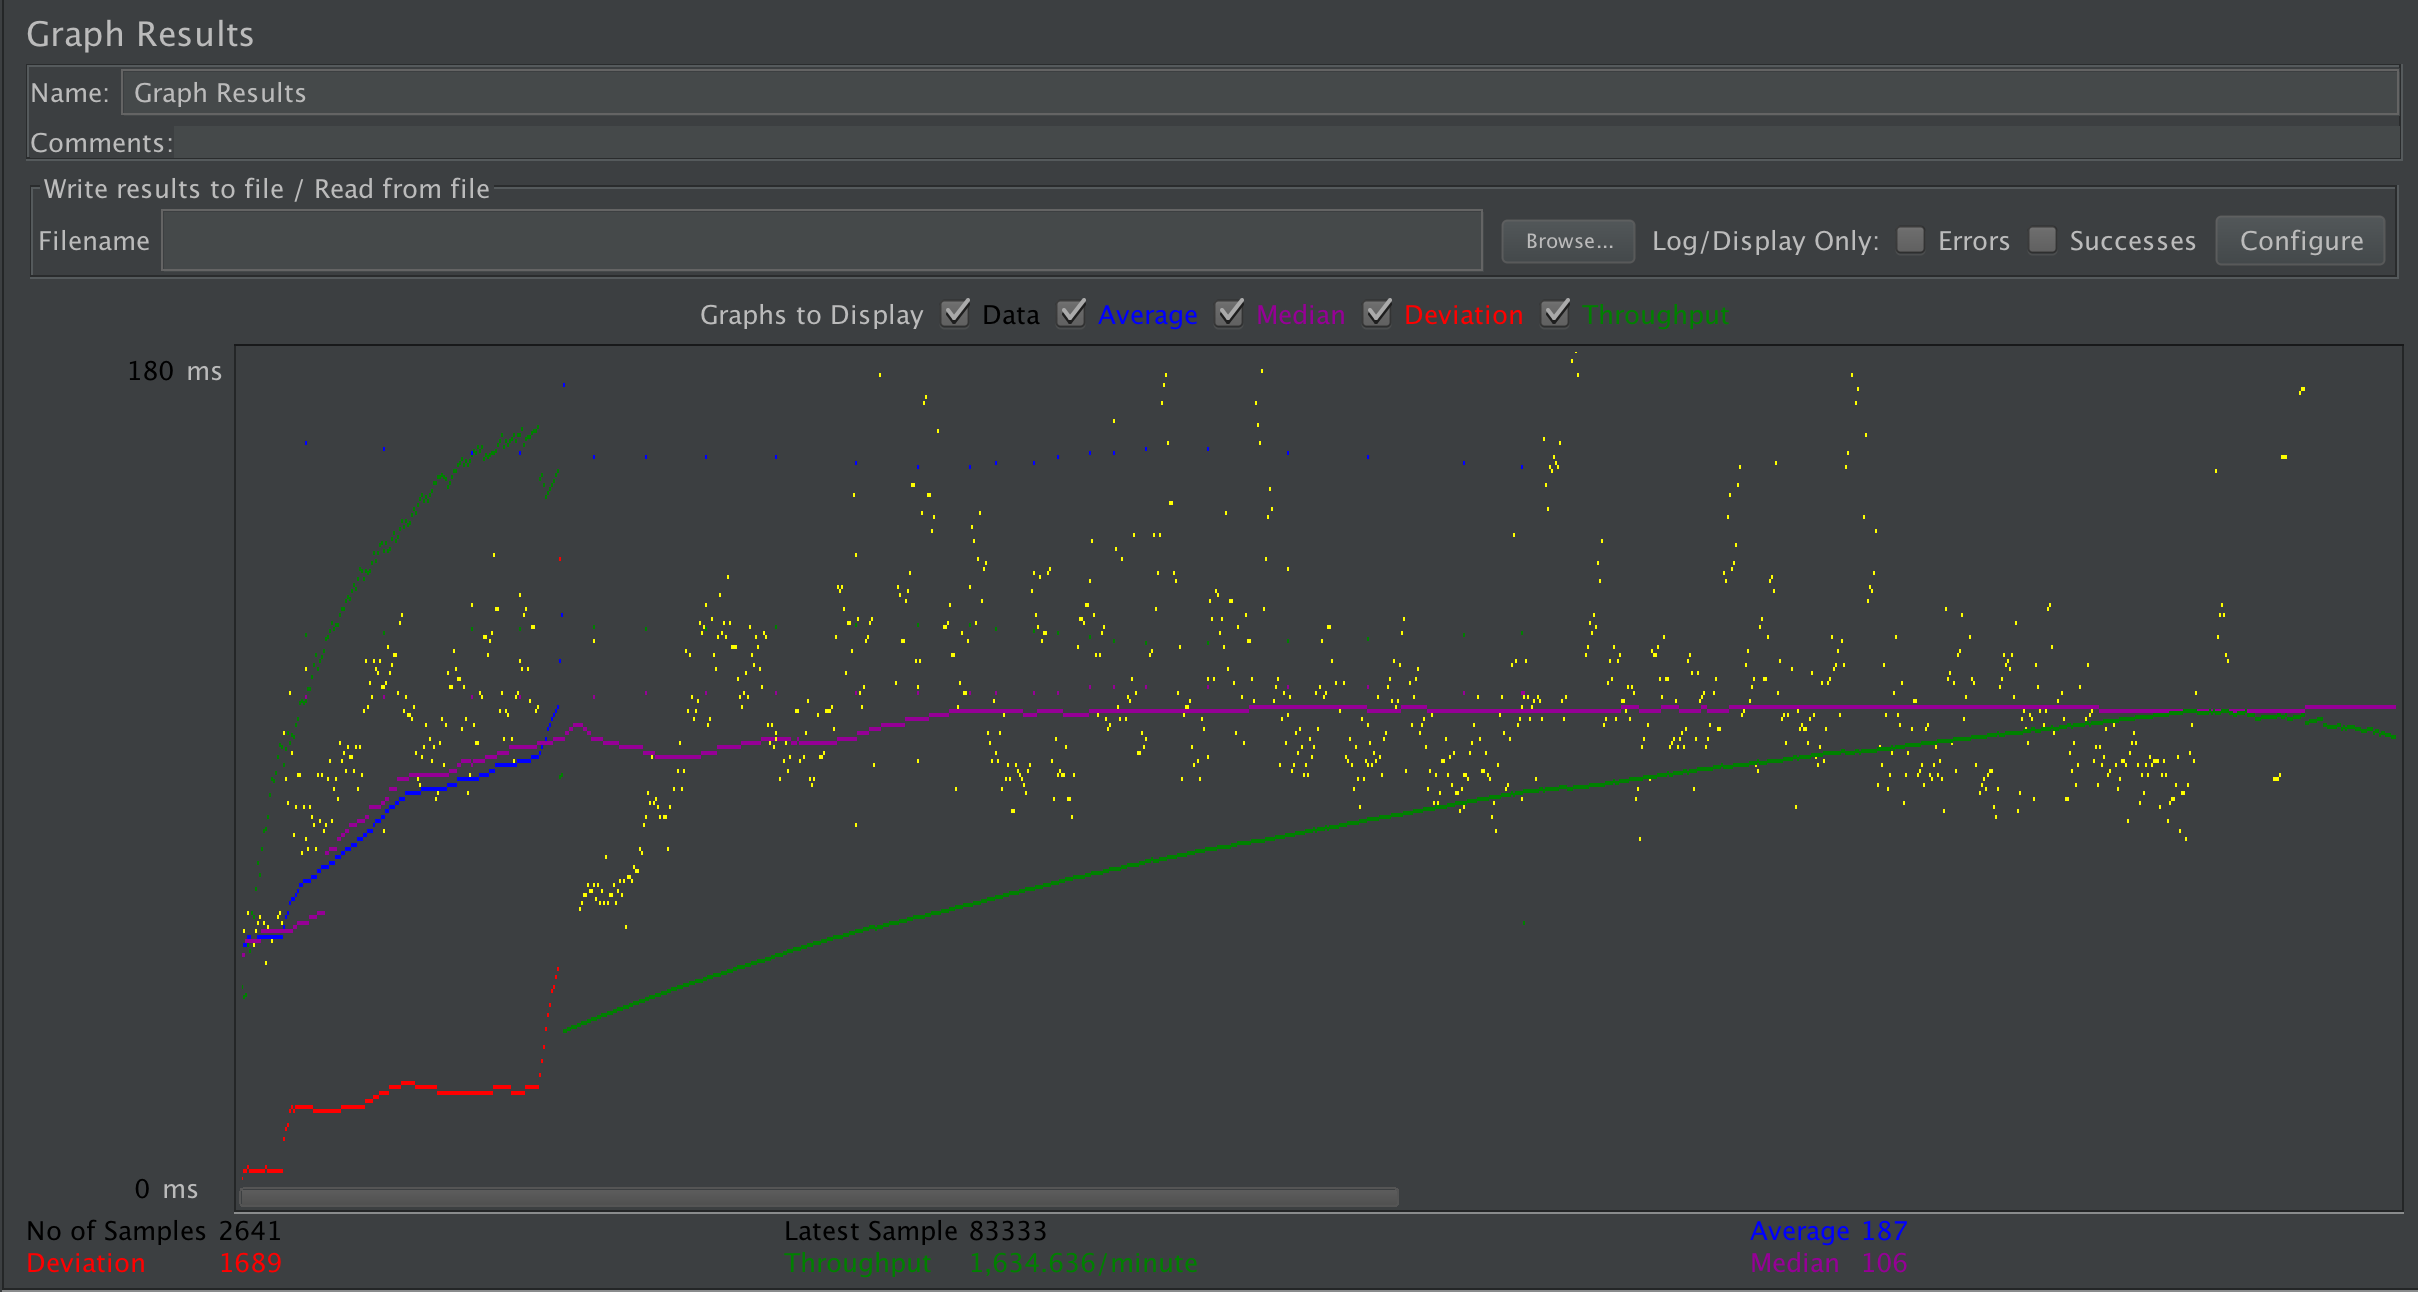 Graph Results
Name: Graph Results
Comments:
Write results to file / Read from file
Filename Browse... Log/Display Only: Errors Successes Configure
Graphs to Display Data Average Median Deviation Throughput
180 ms
0 ms
No of Samples 2641 Latest Sample 83333 Average 187
Deviation 1689 Throughput 1,634.636/minute Median 106